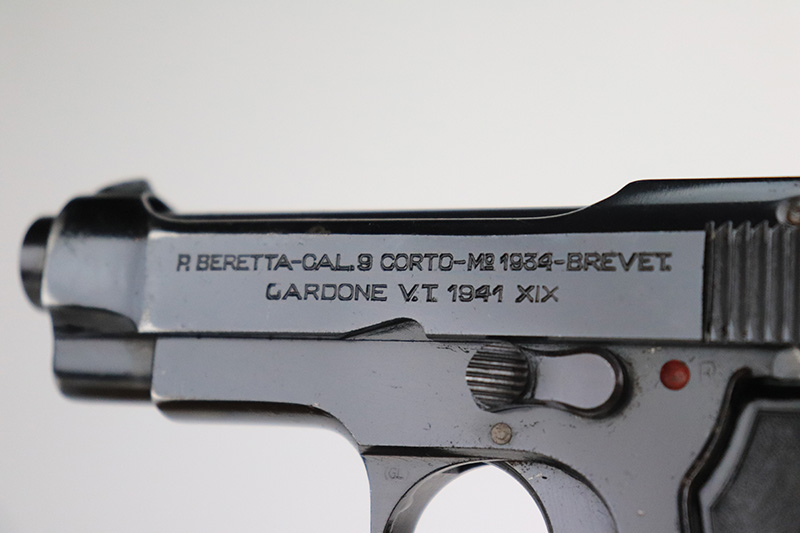 P. BERETTA-CAL. 9 CORTO-Mº 1934-BREVET.
GARDONE V.T. 1941 XIX